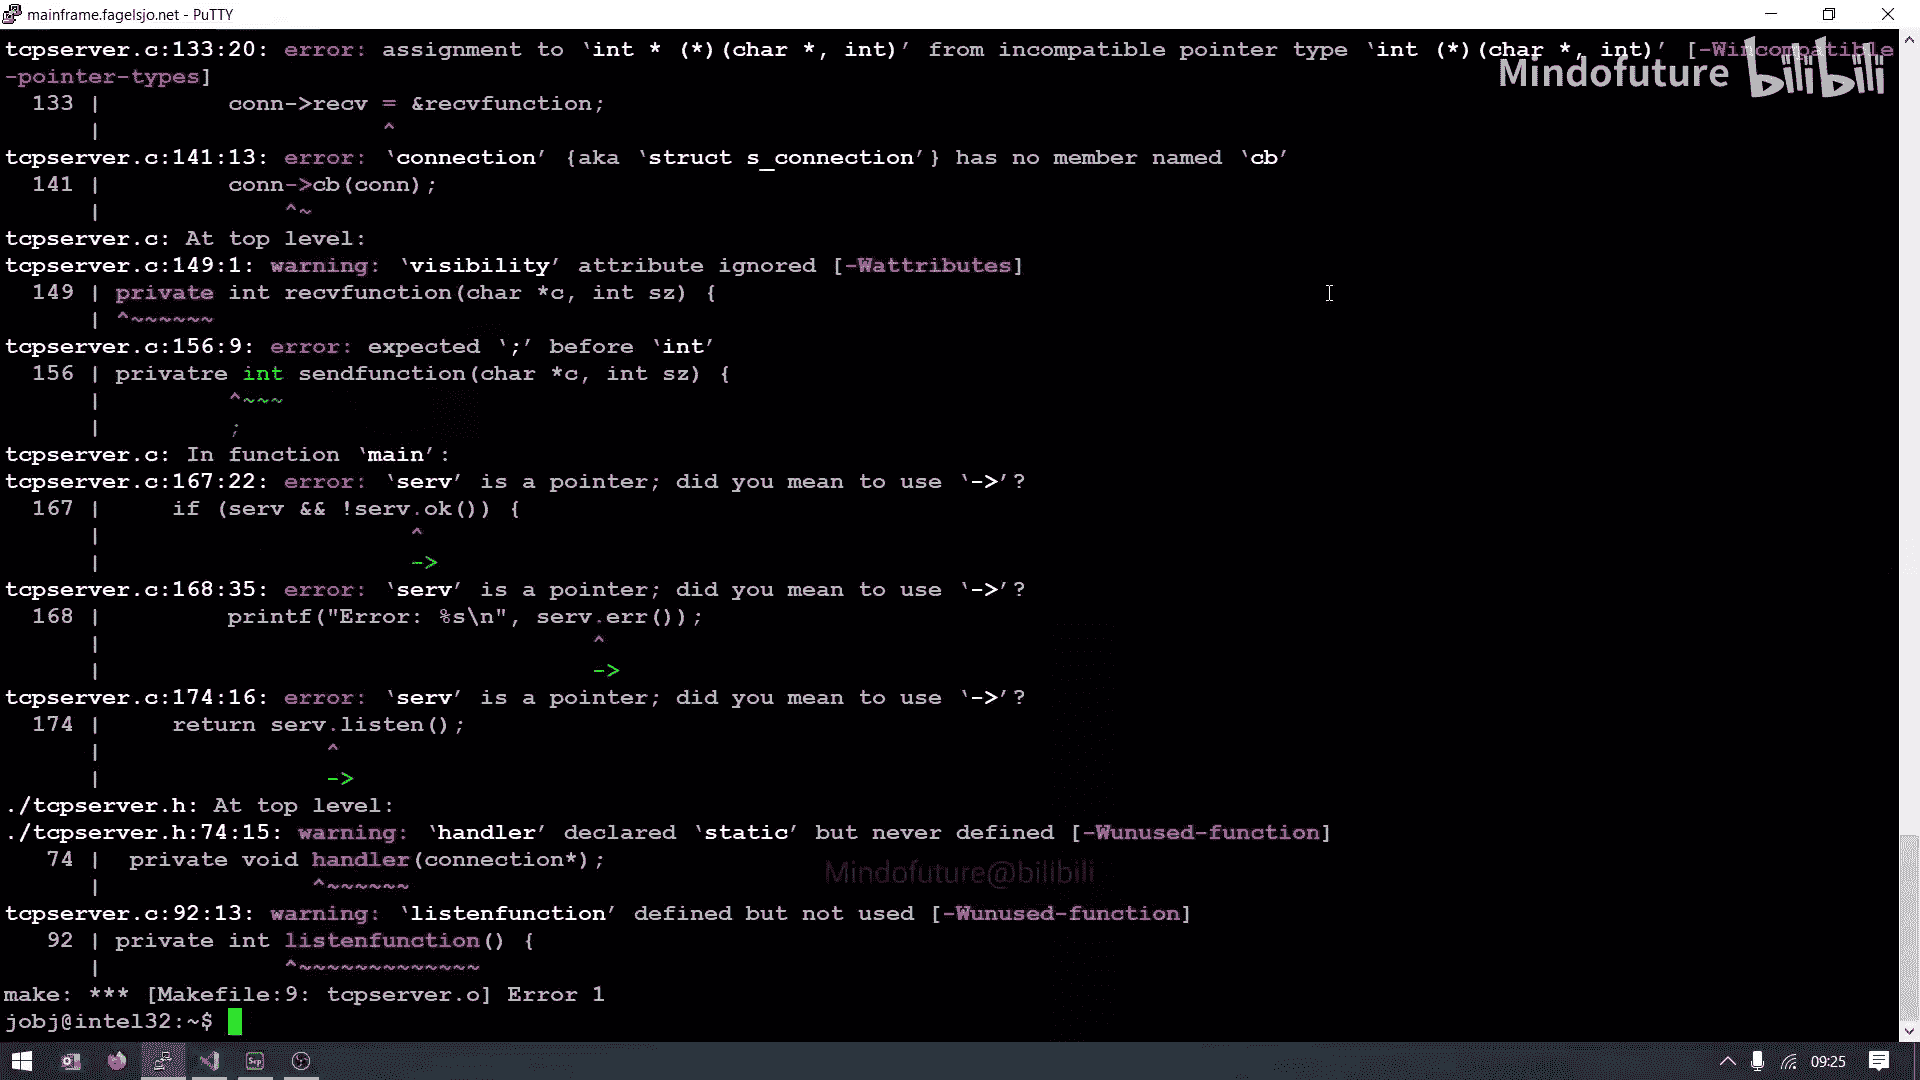 mainframe.fagelsjo.net - PuTTY
tcpserver.c:133:20: error: assignment to ‘int * (*)(char *, int)’ from incompatible pointer type ‘int (*)(char *, int)’ [-Wincompatible
-pointer-types]
Mindofuture bilibili
133 | conn->recv = &recvfunction;
| ^
tcpserver.c:141:13: error: ‘connection’ {aka ‘struct s_connection’} has no member named ‘cb’
141 | conn->cb(conn);
| ^~
tcpserver.c: At top level:
tcpserver.c:149:1: warning: ‘visibility’ attribute ignored [-Wattributes]
149 | private int recvfunction(char *c, int sz) {
| ^~~~~~~
tcpserver.c:156:9: error: expected ‘;’ before ‘int’
156 | privatre int sendfunction(char *c, int sz) {
| ^~~~
| ;
tcpserver.c: In function ‘main’:
tcpserver.c:167:22: error: ‘serv’ is a pointer; did you mean to use ‘->’?
167 | if (serv && !serv.ok()) {
| ^
| ->
tcpserver.c:168:35: error: ‘serv’ is a pointer; did you mean to use ‘->’?
168 | printf("Error: %s\n", serv.err());
| ^
| ->
tcpserver.c:174:16: error: ‘serv’ is a pointer; did you mean to use ‘->’?
174 | return serv.listen();
| ^
| ->
./tcpserver.h: At top level:
./tcpserver.h:74:15: warning: ‘handler’ declared ‘static’ but never defined [-Wunused-function]
74 | private void handler(connection*);
| ^~~~~~~
Mindofuture@bilibili
tcpserver.c:92:13: warning: ‘listenfunction’ defined but not used [-Wunused-function]
92 | private int listenfunction() {
| ^~~~~~~~~~~~~~
make: *** [Makefile:9: tcpserver.o] Error 1
jobj@intel32:~$
09:25